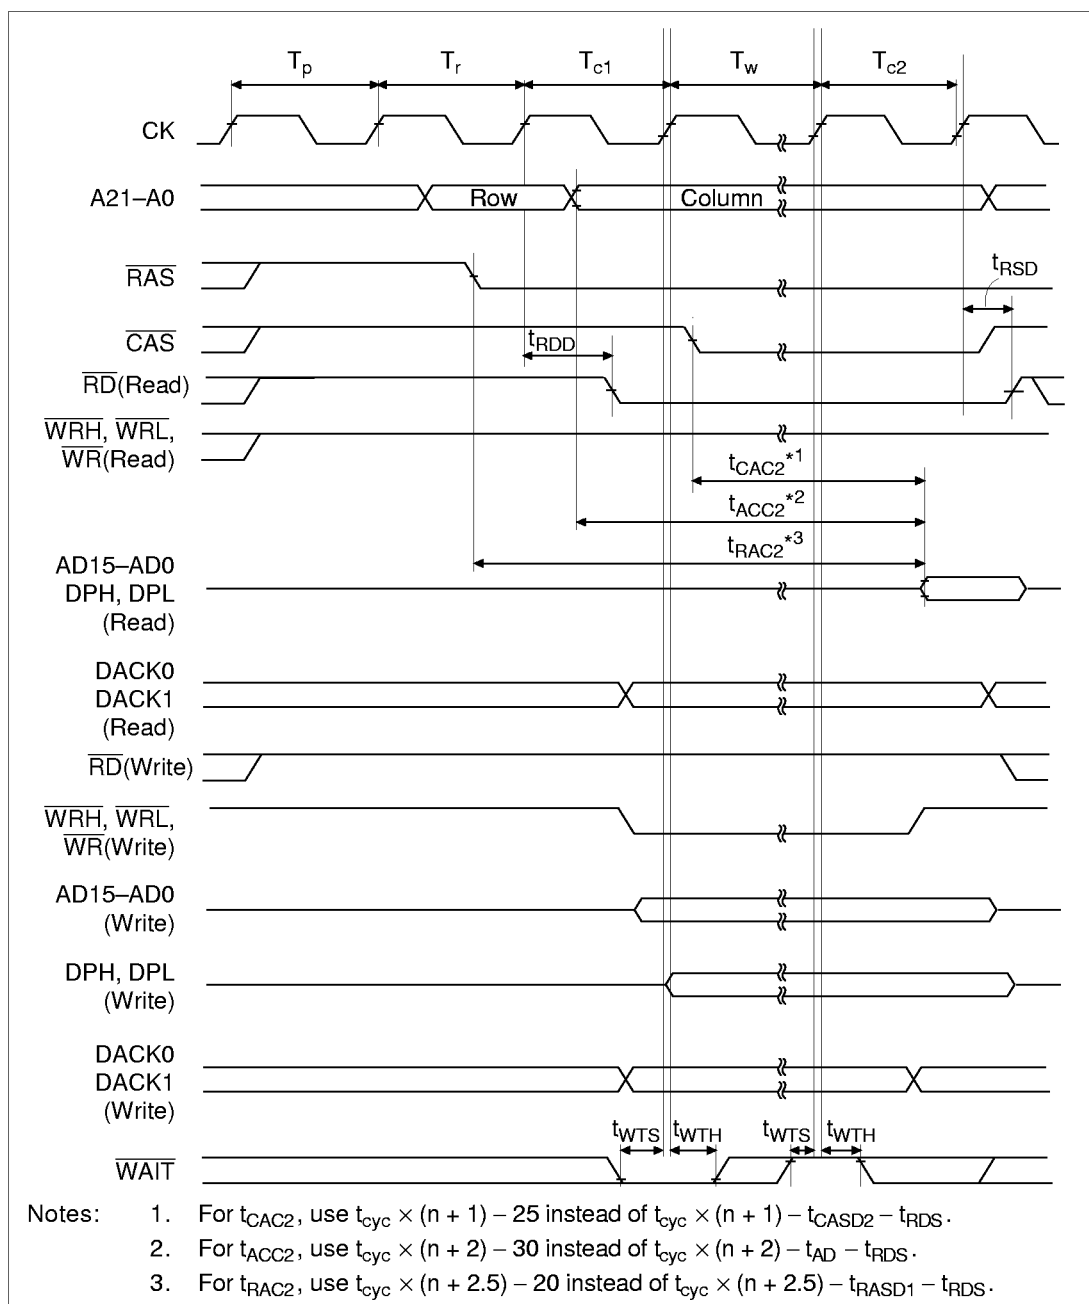 Tp Tr Tc1 Tw Tc2
CK
A21–A0 Row Column
RAS
tRSD
CAS
tRDD
RD(Read)
WRH, WRL,
WR(Read)
tCAC2*1
tACC2*2
tRAC2*3
AD15–AD0
DPH, DPL
(Read)
DACK0
DACK1
(Read)
RD(Write)
WRH, WRL,
WR(Write)
AD15–AD0
(Write)
DPH, DPL
(Write)
DACK0
DACK1
(Write)
tWTS tWTH tWTS tWTH
WAIT
Notes: 1. For tCAC2, use tcyc × (n + 1) – 25 instead of tcyc × (n + 1) – tCASD2 – tRDS.
2. For tACC2, use tcyc × (n + 2) – 30 instead of tcyc × (n + 2) – tAD – tRDS.
3. For tRAC2, use tcyc × (n + 2.5) – 20 instead of tcyc × (n + 2.5) – tRASD1 – tRDS.